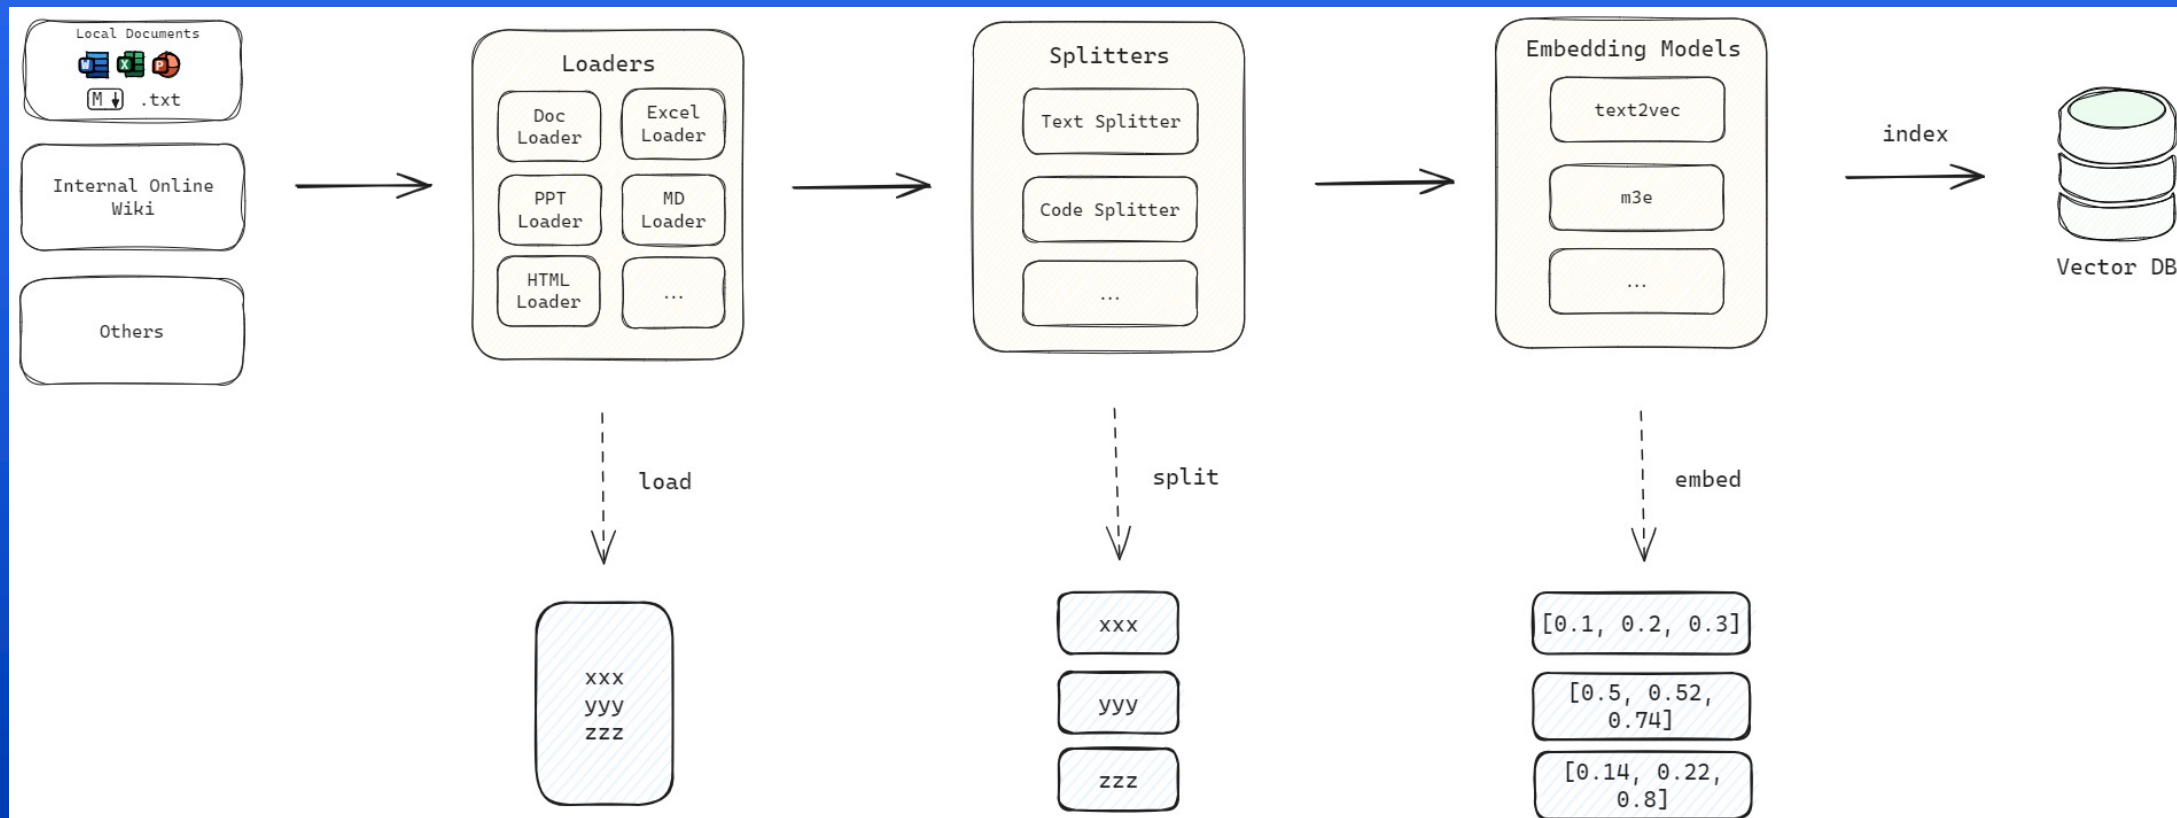 Local Documents
W X P
M .txt
Internal Online
Wiki
Others
Loaders
Doc
Loader
Excel
Loader
PPT
Loader
MD
Loader
HTML
Loader
...
load
xxx
yyy
zzz
Splitters
Text Splitter
Code Splitter
...
split
xxx
yyy
zzz
Embedding Models
text2vec
m3e
...
embed
[0.1, 0.2, 0.3]
[0.5, 0.52,
0.74]
[0.14, 0.22,
0.8]
index
Vector DB